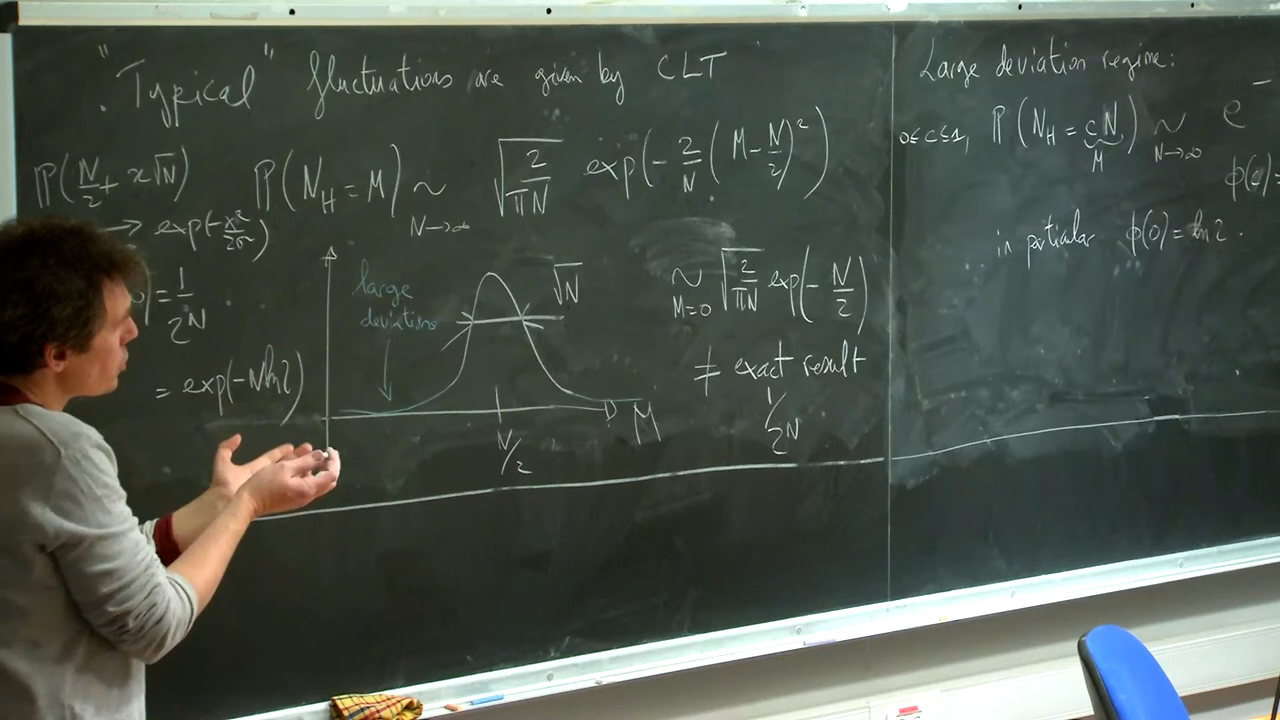 "Typical" fluctuations are given by CLT
P(N/2 + x√N)
→ exp(-x²/2σ²)
P(N_H = M) ~ N→∞ √(2/πN) exp(-2/N (M - N/2)²)
= 1/2^N
= exp(-N ln 2)
large
deviations
√N
N/2
M
~ M=0 √(2/πN) exp(-N/2)
≠ exact result
1/2^N
Large deviation regime:
0≤c≤1, P(N_H = cN) ~ N→∞ e^-
M
ϕ(c)=
in particular ϕ(0) = ln 2.